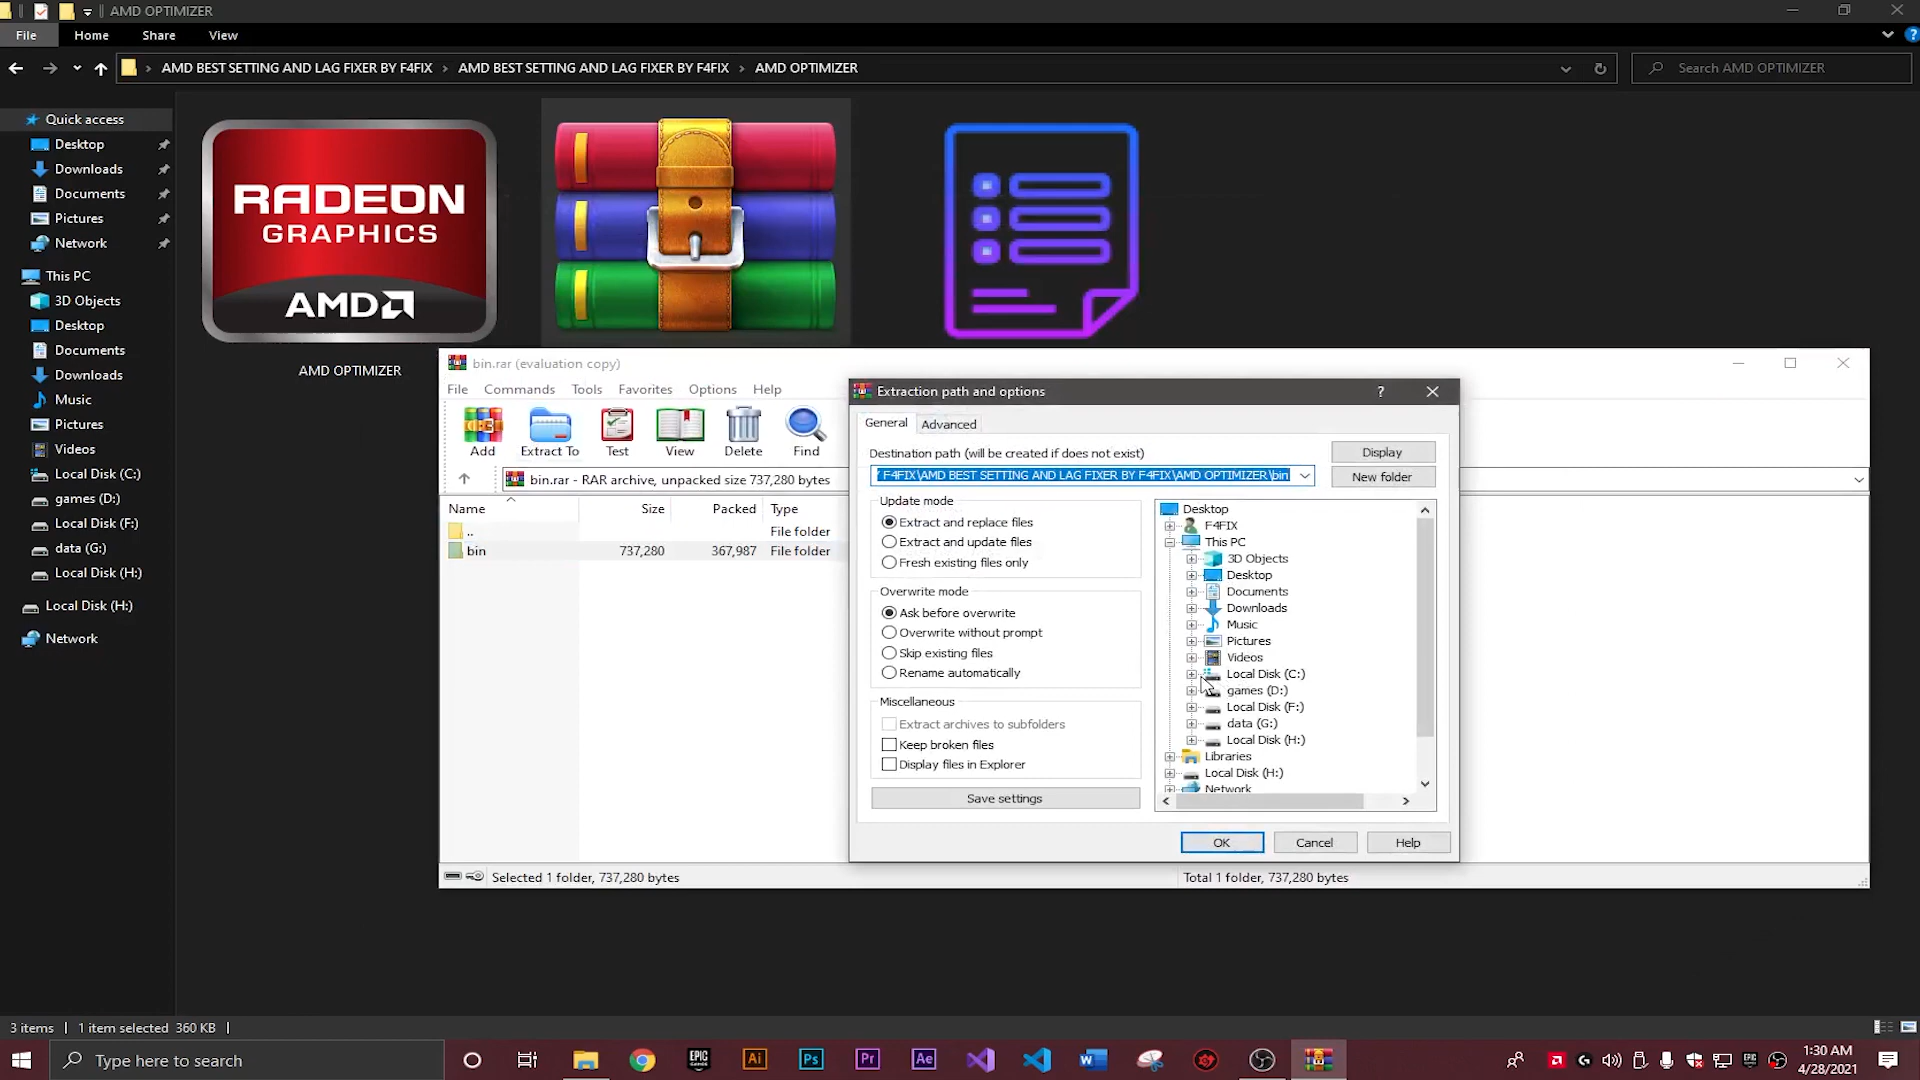 AMD OPTIMIZER
File Home Share View
AMD BEST SETTING AND LAG FIXER BY F4FIX › AMD BEST SETTING AND LAG FIXER BY F4FIX › AMD OPTIMIZER
Search AMD OPTIMIZER
Quick access
Desktop
Downloads
Documents
Pictures
Network
This PC
3D Objects
Desktop
Documents
Downloads
Music
Pictures
Videos
Local Disk (C:)
games (D:)
Local Disk (F:)
data (G:)
Local Disk (H:)
Local Disk (H:)
Network
RADEON
GRAPHICS
AMD
AMD OPTIMIZER
bin.rar (evaluation copy)
File Commands Tools Favorites Options Help
Add Extract To Test View Delete Find
bin.rar - RAR archive, unpacked size 737,280 bytes
Name Size Packed Type
.. File folder
bin 737,280 367,987 File folder
Selected 1 folder, 737,280 bytes
Total 1 folder, 737,280 bytes
Extraction path and options
?
General Advanced
Destination path (will be created if does not exist)
F4FIX\AMD BEST SETTING AND LAG FIXER BY F4FIX\AMD OPTIMIZER\bin
Display
New folder
Update mode
Extract and replace files
Extract and update files
Fresh existing files only
Overwrite mode
Ask before overwrite
Overwrite without prompt
Skip existing files
Rename automatically
Miscellaneous
Extract archives to subfolders
Keep broken files
Display files in Explorer
Save settings
Desktop
F4FIX
This PC
3D Objects
Desktop
Documents
Downloads
Music
Pictures
Videos
Local Disk (C:)
games (D:)
Local Disk (F:)
data (G:)
Local Disk (H:)
Libraries
Local Disk (H:)
Network
OK Cancel Help
3 items 1 item selected 360 KB
Type here to search
EPIC GAMES Ai Ps Pr Ae
1:30 AM
4/28/2021